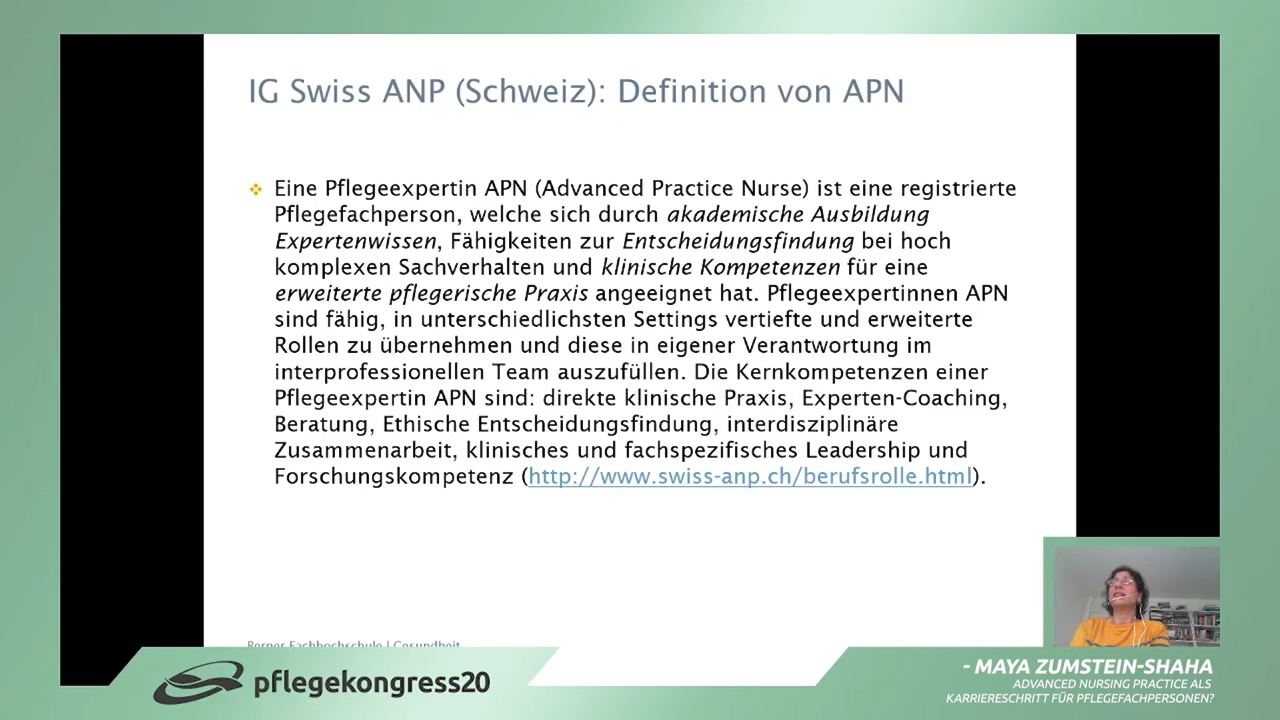 IG Swiss ANP (Schweiz): Definition von APN
Eine Pflegeexpertin APN (Advanced Practice Nurse) ist eine registrierte
Pflegefachperson, welche sich durch akademische Ausbildung
Expertenwissen, Fähigkeiten zur Entscheidungsfindung bei hoch
komplexen Sachverhalten und klinische Kompetenzen für eine
erweiterte pflegerische Praxis angeeignet hat. Pflegeexpertinnen APN
sind fähig, in unterschiedlichsten Settings vertiefte und erweiterte
Rollen zu übernehmen und diese in eigener Verantwortung im
interprofessionellen Team auszufüllen. Die Kernkompetenzen einer
Pflegeexpertin APN sind: direkte klinische Praxis, Experten-Coaching,
Beratung, Ethische Entscheidungsfindung, interdisziplinäre
Zusammenarbeit, klinisches und fachspezifisches Leadership und
Forschungskompetenz (http://www.swiss-anp.ch/berufsrolle.html).
Berner Fachhochschule | Gesundheit
pflegekongress20
- MAYA ZUMSTEIN-SHAHA
ADVANCED NURSING PRACTICE ALS
KARRIERESCHRITT FÜR PFLEGEFACHPERSONEN?